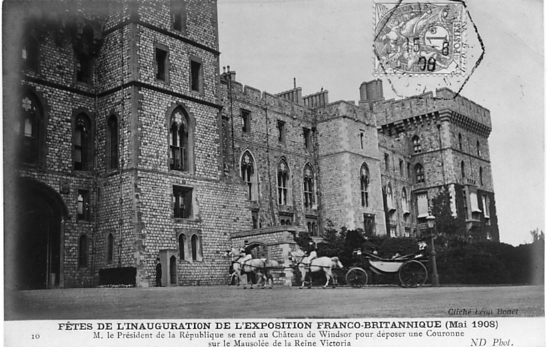 15
5
08
POSTES
Cliché Léon Bouet
FÊTES DE L'INAUGURATION DE L'EXPOSITION FRANCO-BRITANNIQUE (Mai 1908)
10 M. le Président de la République se rend au Château de Windsor pour déposer une Couronne
sur le Mausolée de la Reine Victoria ND Phot.